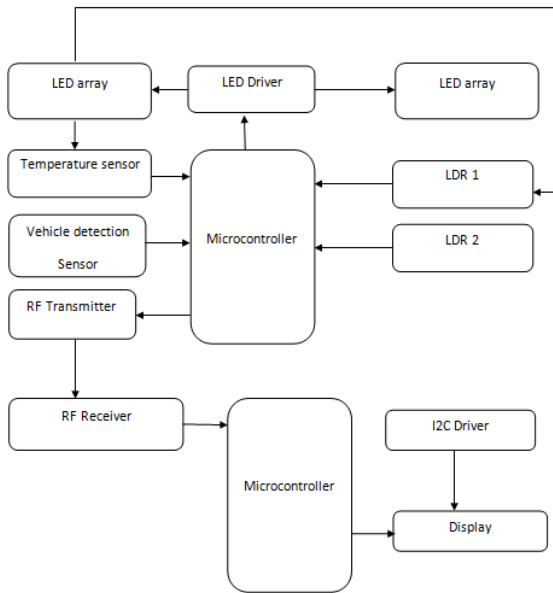 LED array
LED Driver
LED array
Temperature sensor
LDR 1
Vehicle detection
Sensor
Microcontroller
LDR 2
RF Transmitter
RF Receiver
I2C Driver
Microcontroller
Display